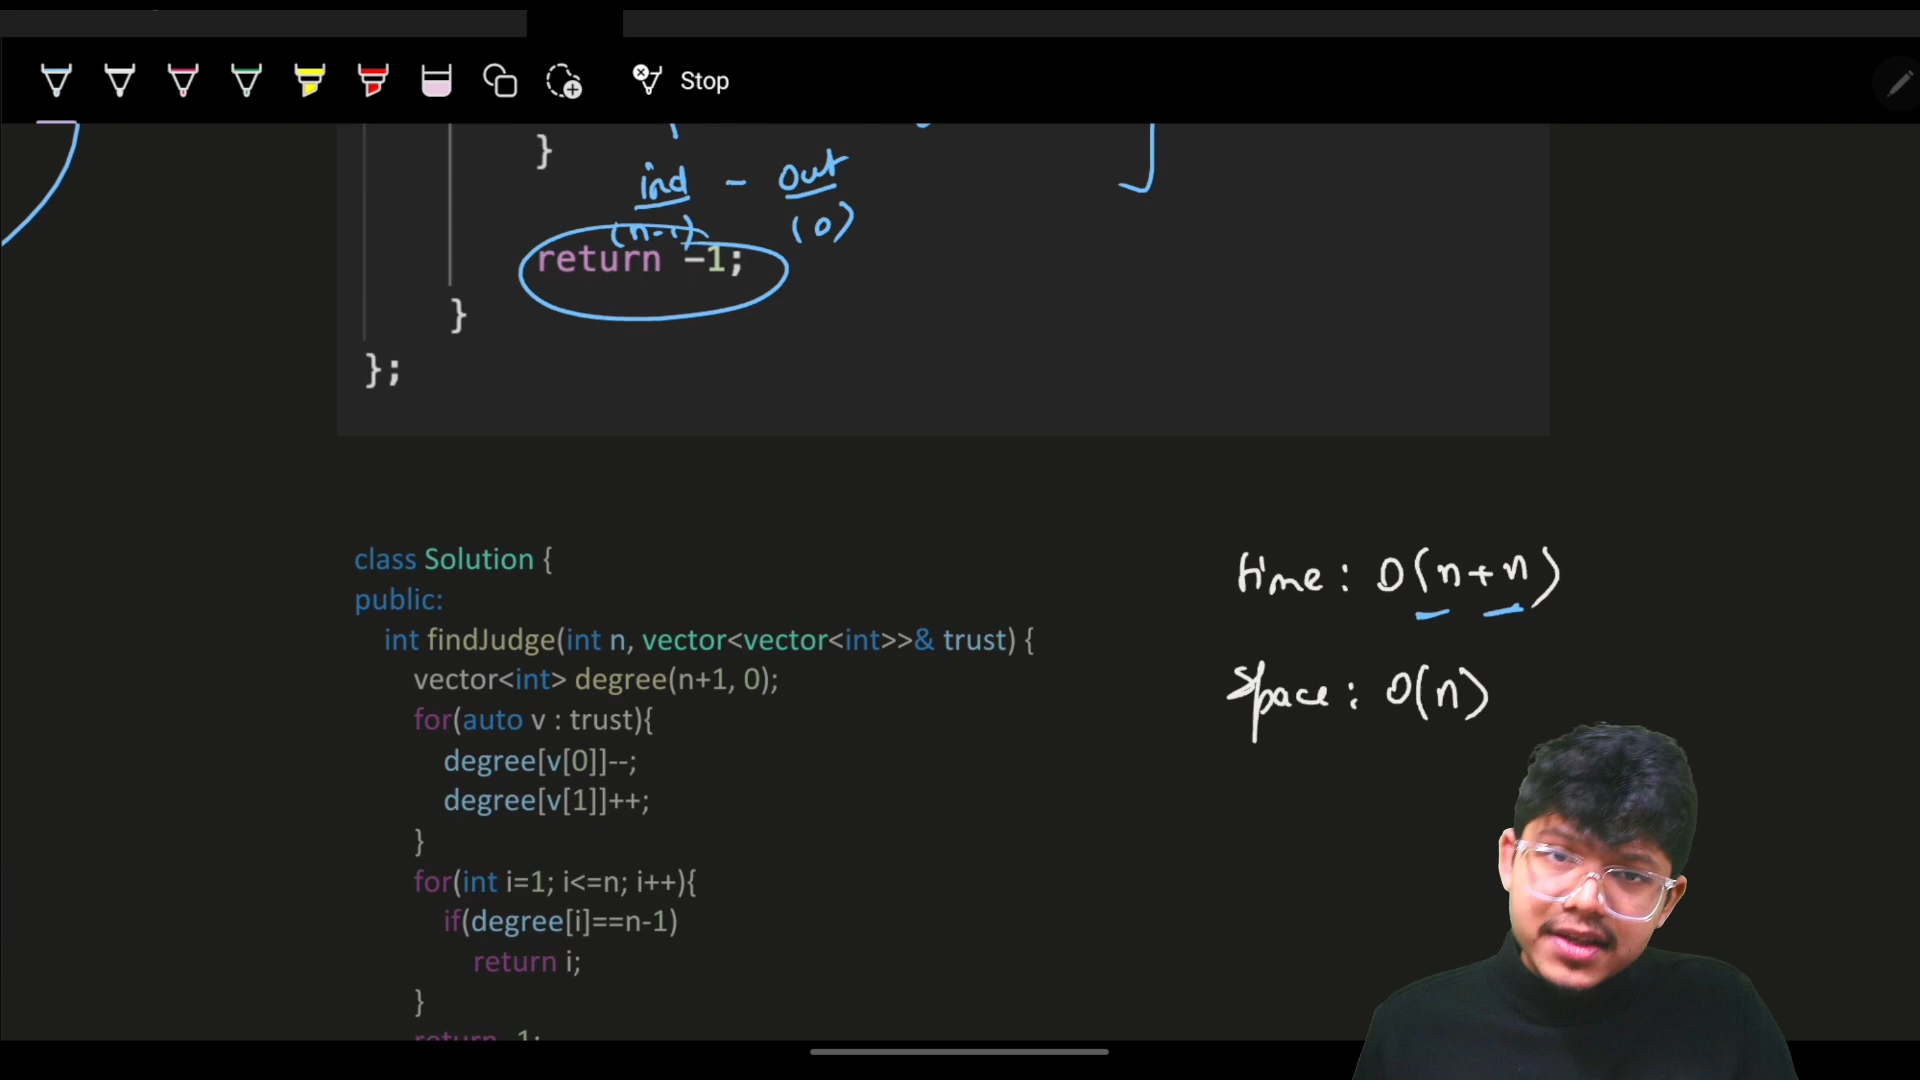 Stop
}
ind - out
(n-1) (0)
return -1;
}
};
class Solution {
public:
int findJudge(int n, vector<vector<int>>& trust) {
vector<int> degree(n+1, 0);
for(auto v : trust){
degree[v[0]]--;
degree[v[1]]++;
}
for(int i=1; i<=n; i++){
if(degree[i]==n-1)
return i;
}
return -1;
time: O(n+n)
Space: O(n)